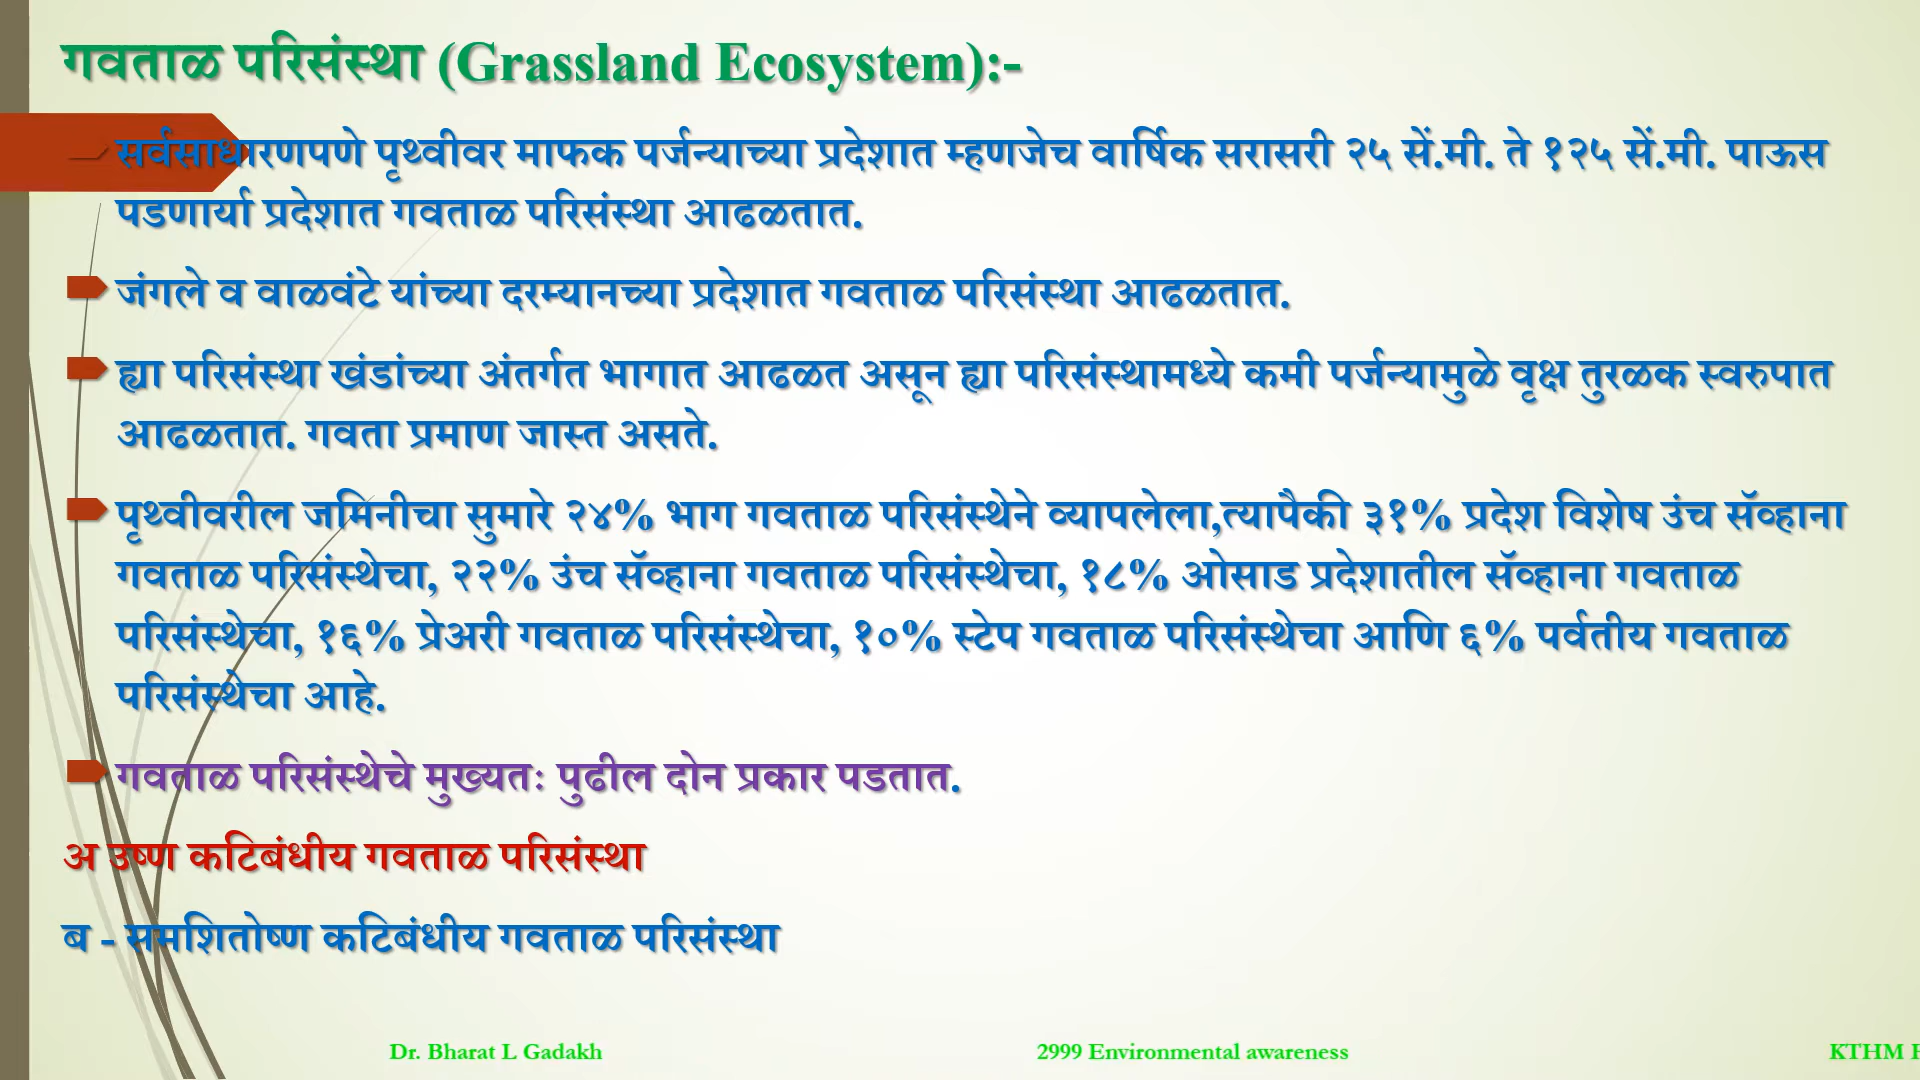 गवताळ परिसंस्था (Grassland Ecosystem):-
सर्वसाधारणपणे पृथ्वीवर माफक पर्जन्याच्या प्रदेशात म्हणजेच वार्षिक सरासरी २५ सें.मी. ते १२५ सें.मी. पाऊस
पडणार्या प्रदेशात गवताळ परिसंस्था आढळतात.
जंगले व वाळवंटे यांच्या दरम्यानच्या प्रदेशात गवताळ परिसंस्था आढळतात.
ह्या परिसंस्था खंडांच्या अंतर्गत भागात आढळत असून ह्या परिसंस्थामध्ये कमी पर्जन्यामुळे वृक्ष तुरळक स्वरुपात
आढळतात. गवता प्रमाण जास्त असते.
पृथ्वीवरील जमिनीचा सुमारे २४% भाग गवताळ परिसंस्थेने व्यापलेला,त्यापैकी ३१% प्रदेश विशेष उंच सॅव्हाना
गवताळ परिसंस्थेचा, २२% उंच सॅव्हाना गवताळ परिसंस्थेचा, १८% ओसाड प्रदेशातील सॅव्हाना गवताळ
परिसंस्थेचा, १६% प्रेअरी गवताळ परिसंस्थेचा, १०% स्टेप गवताळ परिसंस्थेचा आणि ६% पर्वतीय गवताळ
परिसंस्थेचा आहे.
गवताळ परिसंस्थेचे मुख्यतः पुढील दोन प्रकार पडतात.
अ उष्ण कटिबंधीय गवताळ परिसंस्था
ब - समशितोष्ण कटिबंधीय गवताळ परिसंस्था
Dr. Bharat L Gadakh 2999 Environmental awareness KTHM